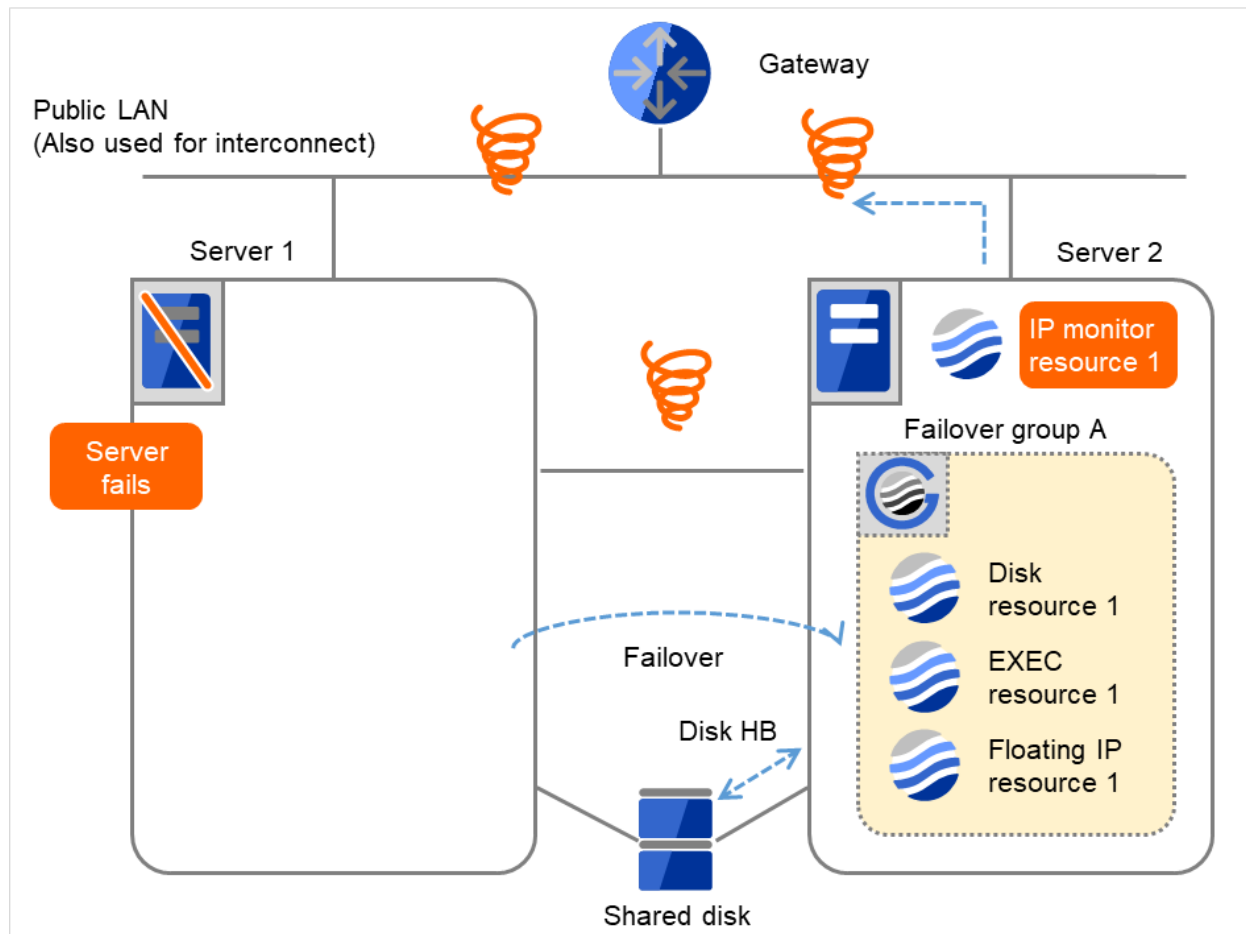 Gateway
Public LAN
(Also used for interconnect)
Server 1
Server 2
IP monitor
resource 1
Server
fails
Failover group A
Disk
resource 1
EXEC
resource 1
Floating IP
resource 1
Failover
Disk HB
Shared disk